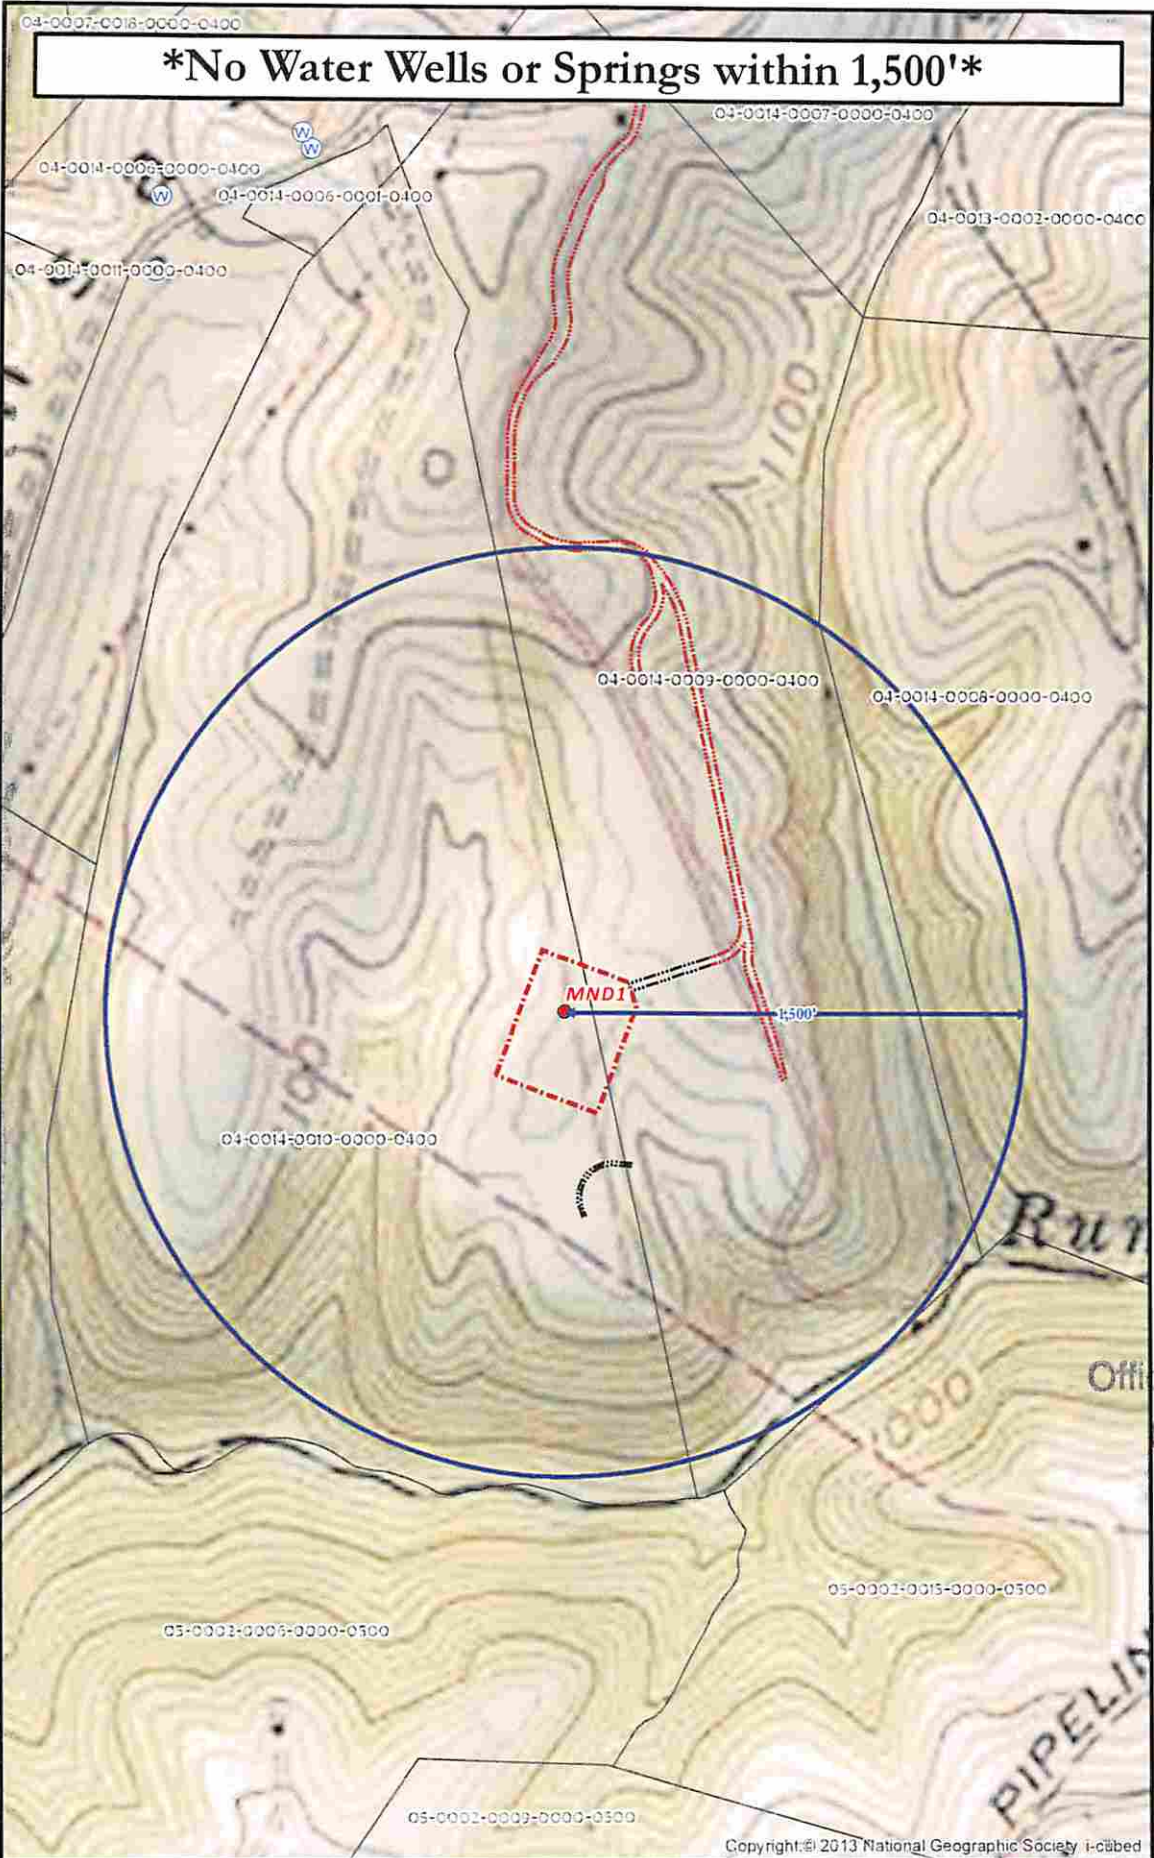 04-0007-0018-0000-0400
*No Water Wells or Springs within 1,500'*
04-0014-0007-0000-0400
W
W
04-0014-0006-0000-0400
W
04-0014-0006-0001-0400
04-0013-0002-0000-0400
04-0014-0011-0000-0400
1100
04-0014-0009-0000-0400
04-0014-0008-0000-0400
MND1
1,500'
1100
04-0014-0010-0000-0400
Run
Offi
1000
05-0002-0015-0000-0500
05-0002-0006-0000-0500
PIPELIN
05-0002-0009-0000-0500
Copyright:© 2013 National Geographic Society, i-cubed